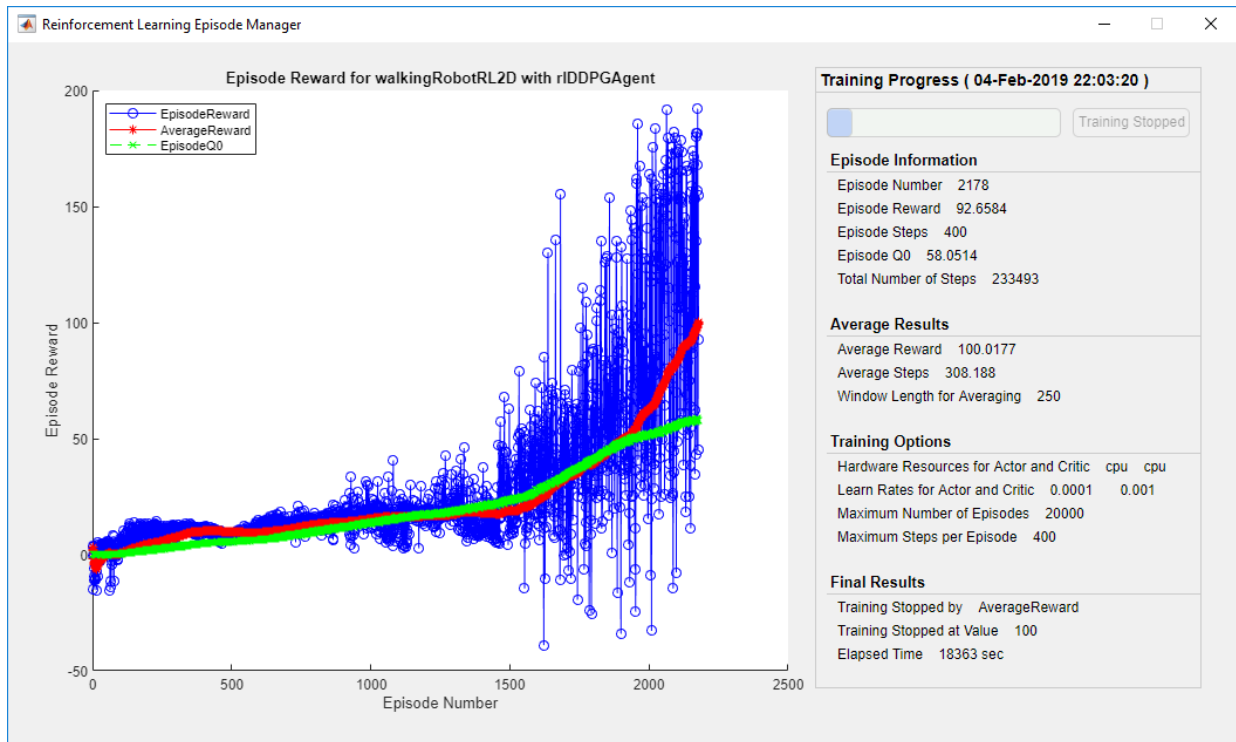 Reinforcement Learning Episode Manager
Episode Reward for walkingRobotRL2D with rlDDPGAgent
EpisodeReward
AverageReward
EpisodeQ0
200
150
100
50
0
-50
0 500 1000 1500 2000 2500
Episode Reward
Episode Number
Training Progress ( 04-Feb-2019 22:03:20 )
Training Stopped
Episode Information
Episode Number 2178
Episode Reward 92.6584
Episode Steps 400
Episode Q0 58.0514
Total Number of Steps 233493
Average Results
Average Reward 100.0177
Average Steps 308.188
Window Length for Averaging 250
Training Options
Hardware Resources for Actor and Critic cpu cpu
Learn Rates for Actor and Critic 0.0001 0.001
Maximum Number of Episodes 20000
Maximum Steps per Episode 400
Final Results
Training Stopped by AverageReward
Training Stopped at Value 100
Elapsed Time 18363 sec